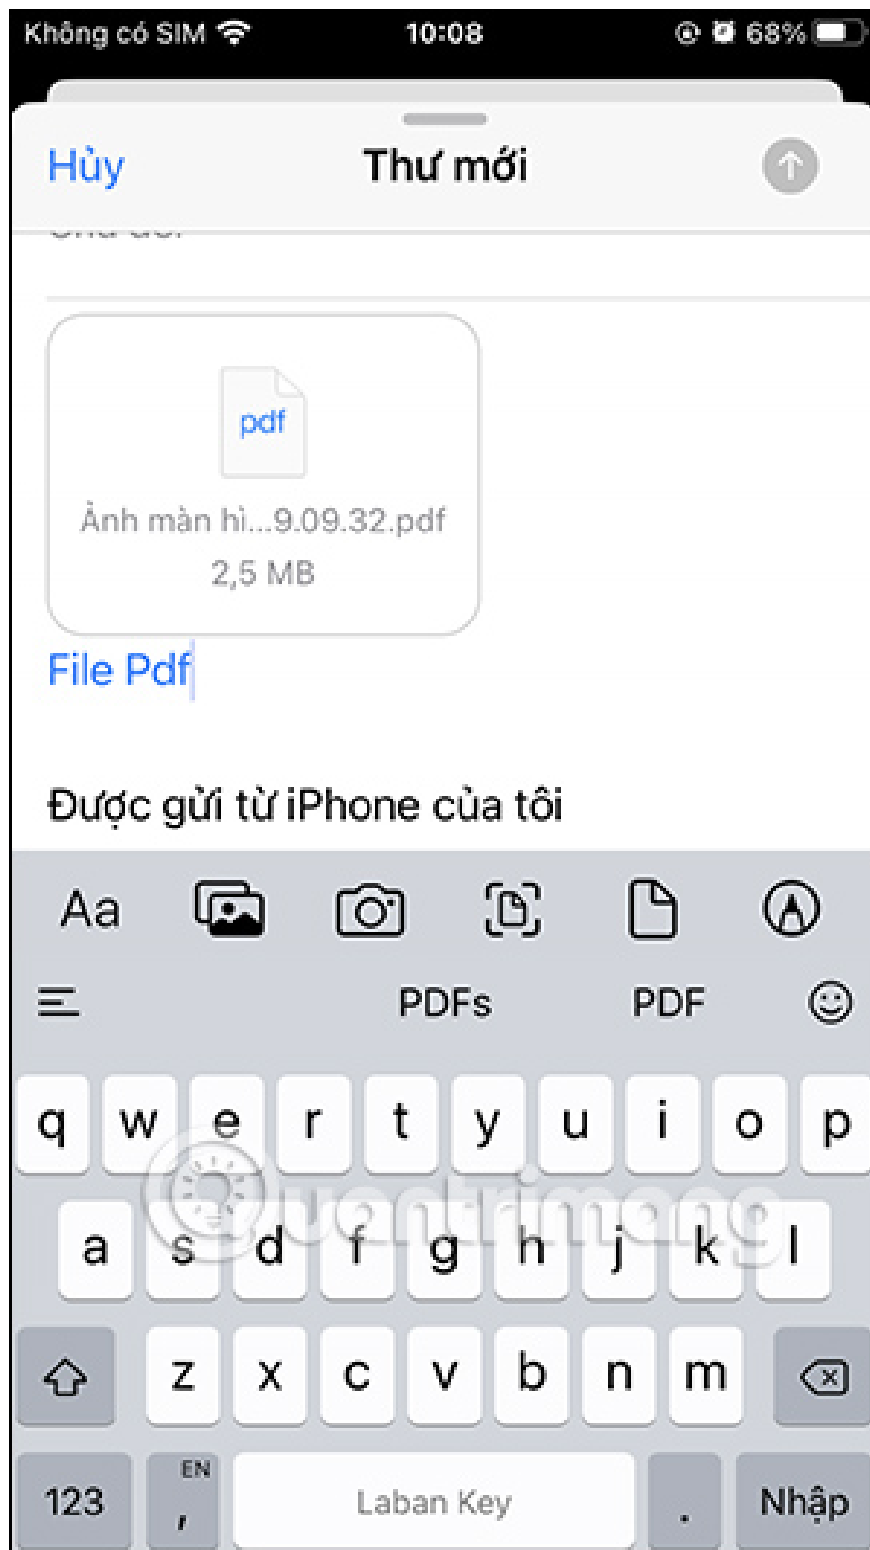 Không có SIM 10:08 68%
Hủy Thư mới
pdf
Ảnh màn hì...9.09.32.pdf
2,5 MB
File Pdf
Được gửi từ iPhone của tôi
Aa
PDFs PDF
q w e r t y u i o p
Quantrimang
a s d f g h j k l
z x c v b n m
123 EN , Laban Key . Nhập